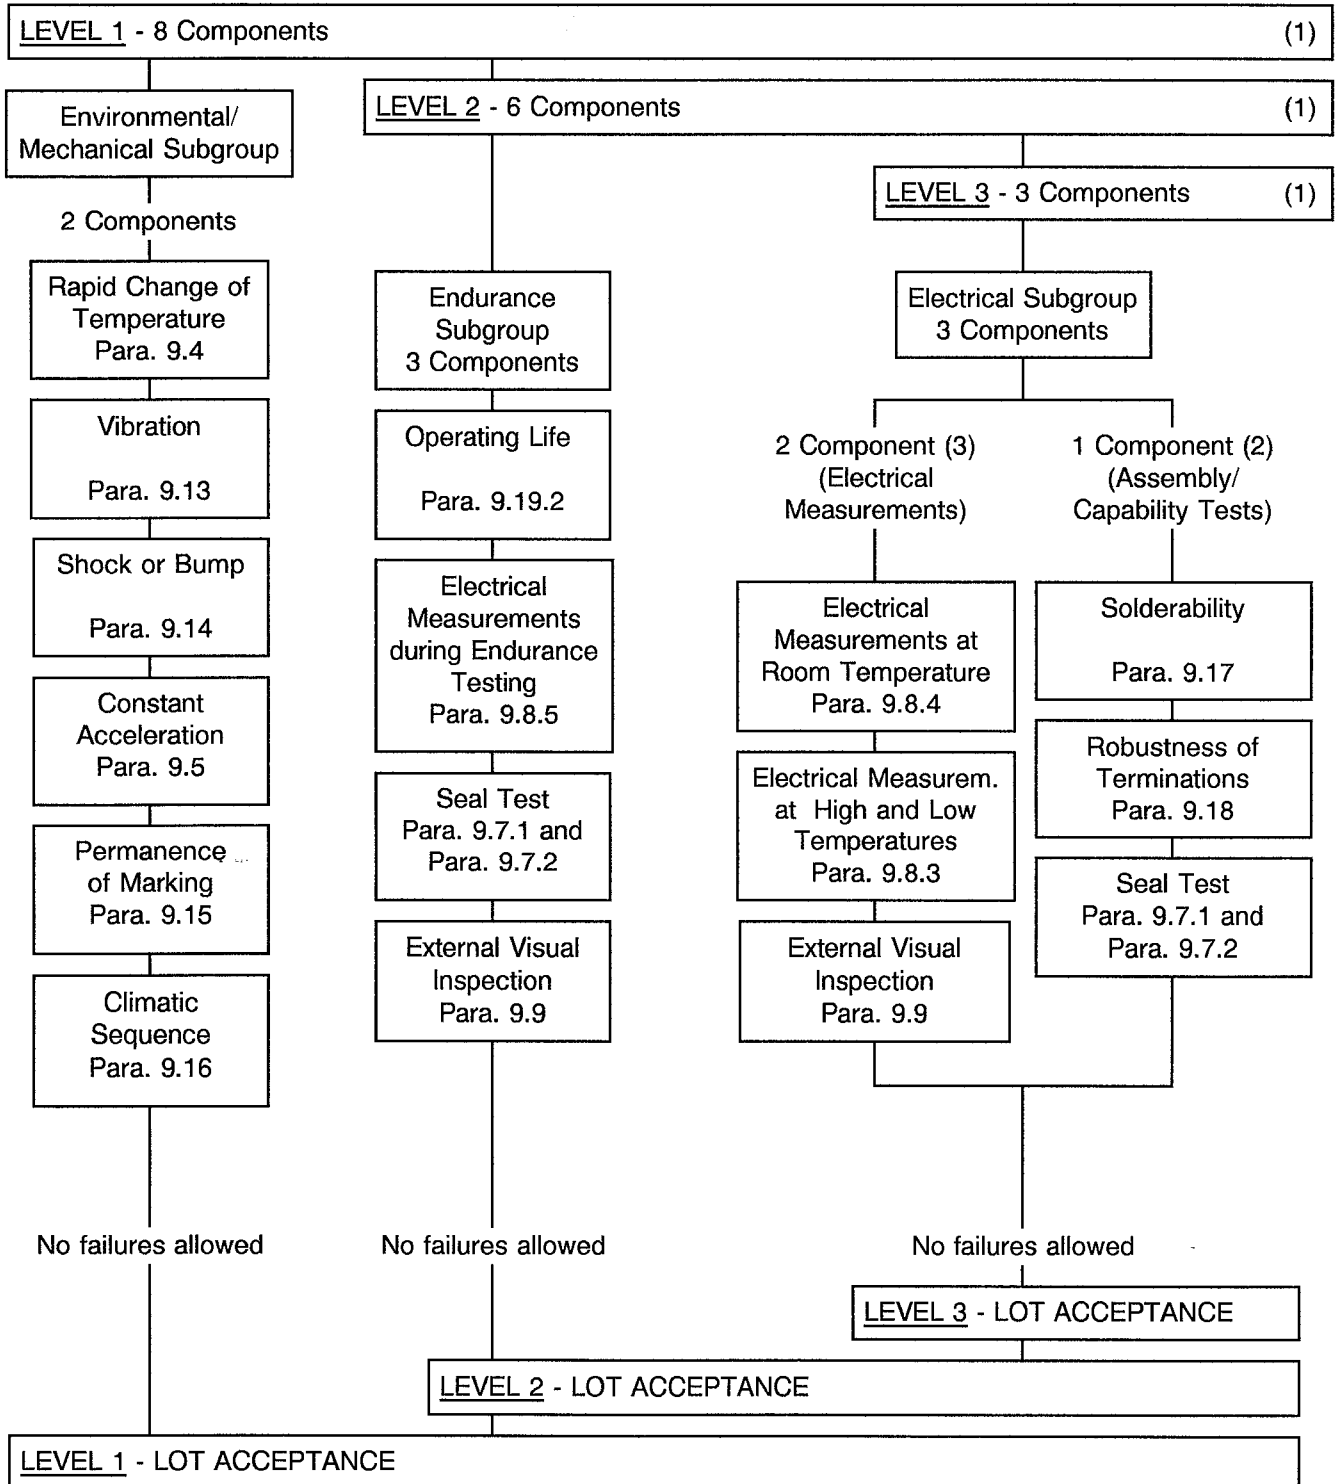 LEVEL 1 - 8 Components (1)
Environmental/
Mechanical Subgroup
2 Components
Rapid Change of
Temperature
Para. 9.4
Vibration
Para. 9.13
Shock or Bump
Para. 9.14
Constant
Acceleration
Para. 9.5
Permanence
of Marking
Para. 9.15
Climatic
Sequence
Para. 9.16
No failures allowed
LEVEL 2 - 6 Components (1)
Endurance
Subgroup
3 Components
Operating Life
Para. 9.19.2
Electrical
Measurements
during Endurance
Testing
Para. 9.8.5
Seal Test
Para. 9.7.1 and
Para. 9.7.2
External Visual
Inspection
Para. 9.9
No failures allowed
LEVEL 3 - 3 Components (1)
Electrical Subgroup
3 Components
2 Component (3)
(Electrical
Measurements)
Electrical
Measurements at
Room Temperature
Para. 9.8.4
Electrical Measurem.
at High and Low
Temperatures
Para. 9.8.3
External Visual
Inspection
Para. 9.9
1 Component (2)
(Assembly/
Capability Tests)
Solderability
Para. 9.17
Robustness of
Terminations
Para. 9.18
Seal Test
Para. 9.7.1 and
Para. 9.7.2
No failures allowed
LEVEL 3 - LOT ACCEPTANCE
LEVEL 2 - LOT ACCEPTANCE
LEVEL 1 - LOT ACCEPTANCE